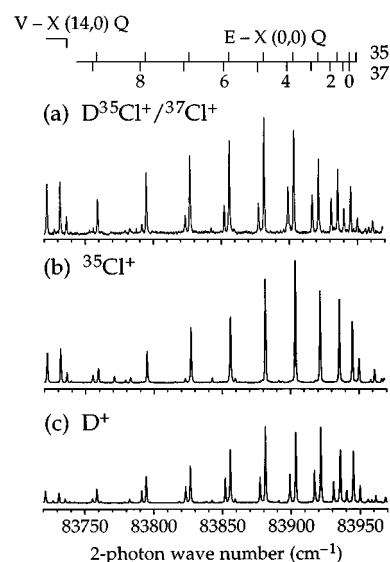 V – X (14,0) Q
E – X (0,0) Q
35
37
8 6 4 2 0
(a) D³⁵Cl⁺/³⁷Cl⁺
(b) ³⁵Cl⁺
(c) D⁺
83750 83800 83850 83900 83950
2-photon wave number (cm⁻¹)